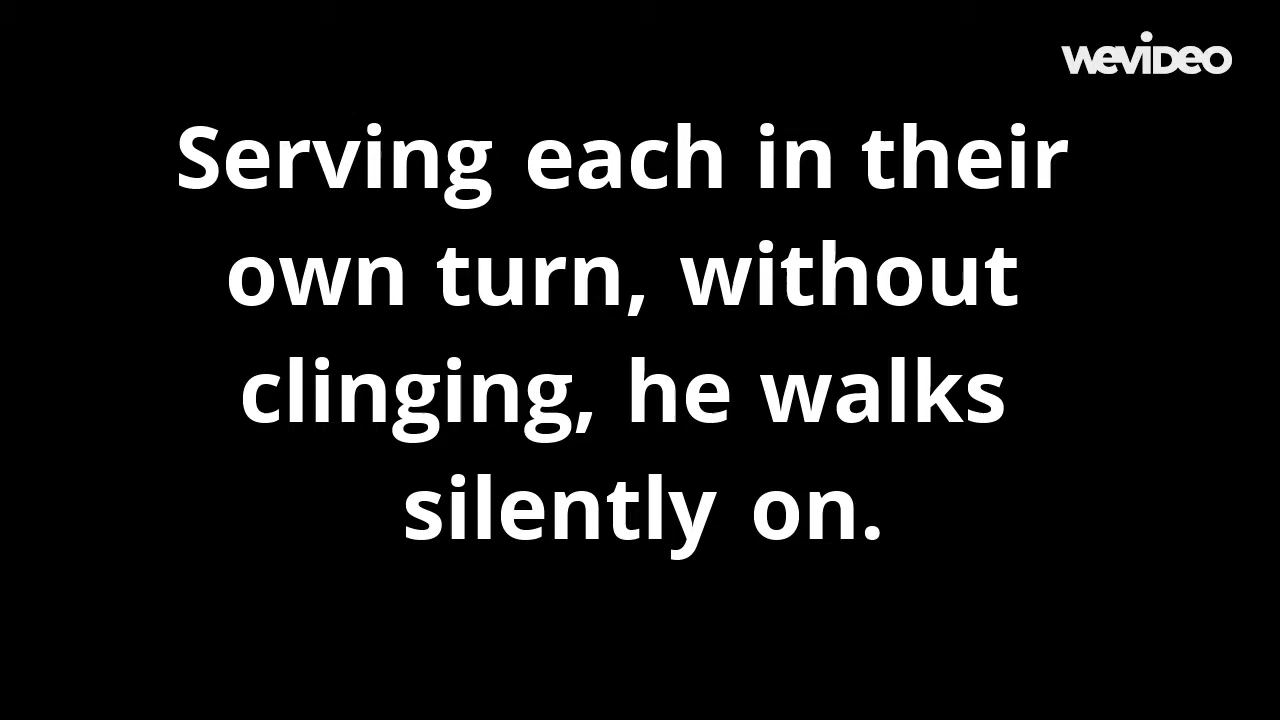 wevideo
Serving each in their
own turn, without
clinging, he walks
silently on.